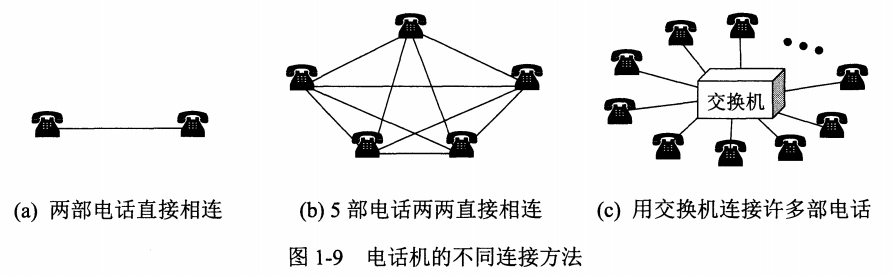 交换机
(a) 两部电话直接相连
(b) 5 部电话两两直接相连
(c) 用交换机连接许多部电话
图 1-9 电话机的不同连接方法